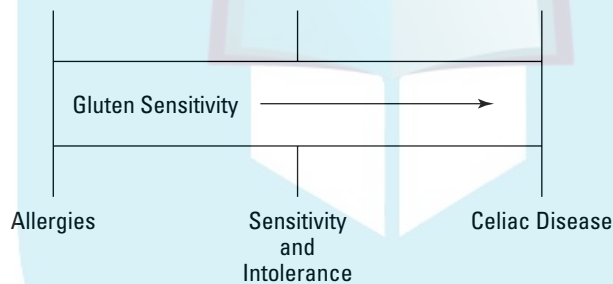 Gluten Sensitivity
Allergies
Sensitivity
and
Intolerance
Celiac Disease